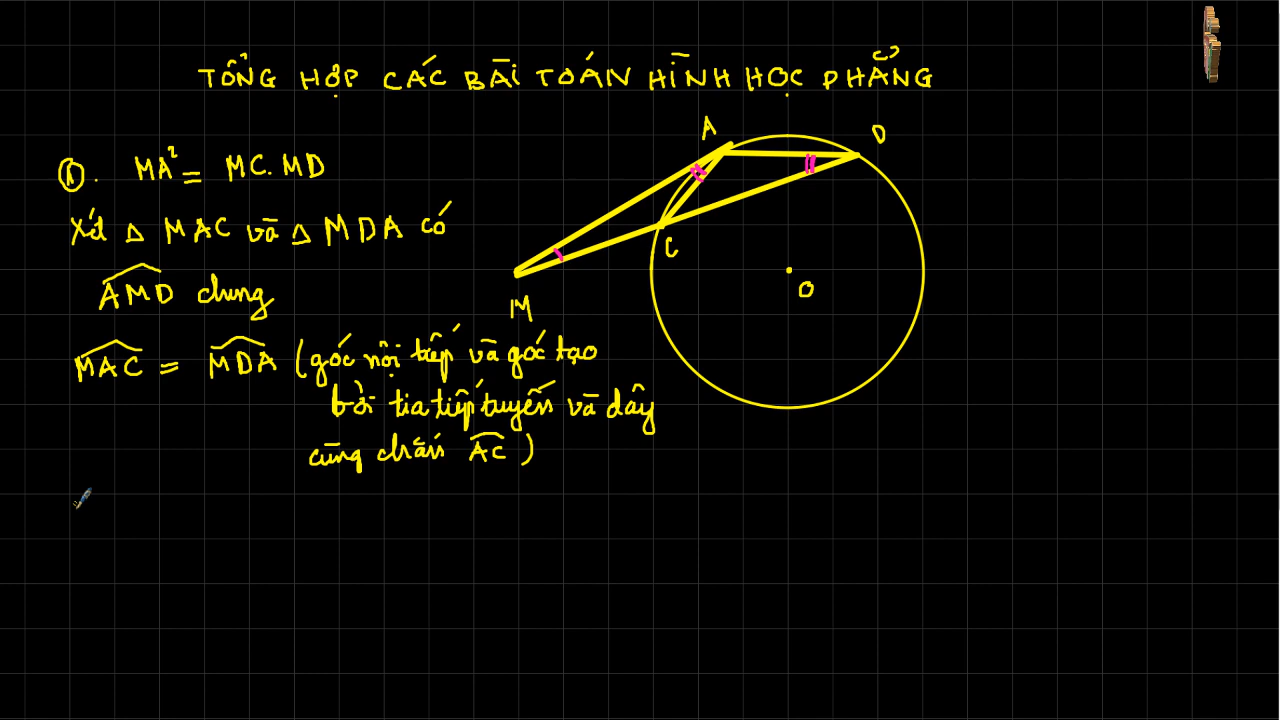 TỔNG HỢP CÁC BÀI TOÁN HÌNH HỌC PHẲNG
①. MA² = MC. MD
Xét Δ MAC và Δ MDA có
AMD chung
MAC = MDA (góc nội tiếp và góc tạo
bởi tia tiếp tuyến và dây
cùng chắn AC)
A
D
C
M
O